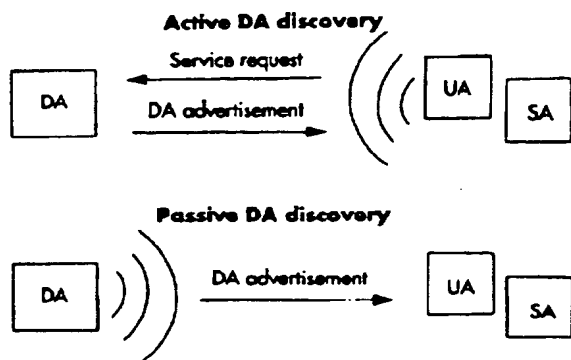 Active DA discovery
Service request
DA
DA advertisement
UA
SA
Passive DA discovery
DA
DA advertisement
UA
SA